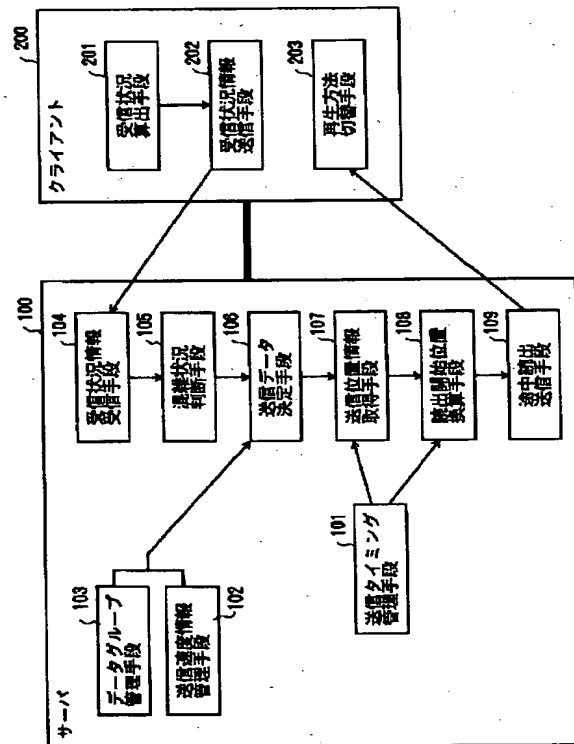 サーバ
100
データグループ
管理手段
103
送信速度情報
管理手段
102
送信タイミング
管理手段
101
受信状況情報
受信手段
104
混雑状況
判断手段
105
送信データ
決定手段
106
送信位置情報
取得手段
107
読出開始位置
換算手段
108
途中読出
送信手段
109
クライアント
200
受信状況
算出手段
201
受信状況情報
送信手段
202
再生方法
切替手段
203